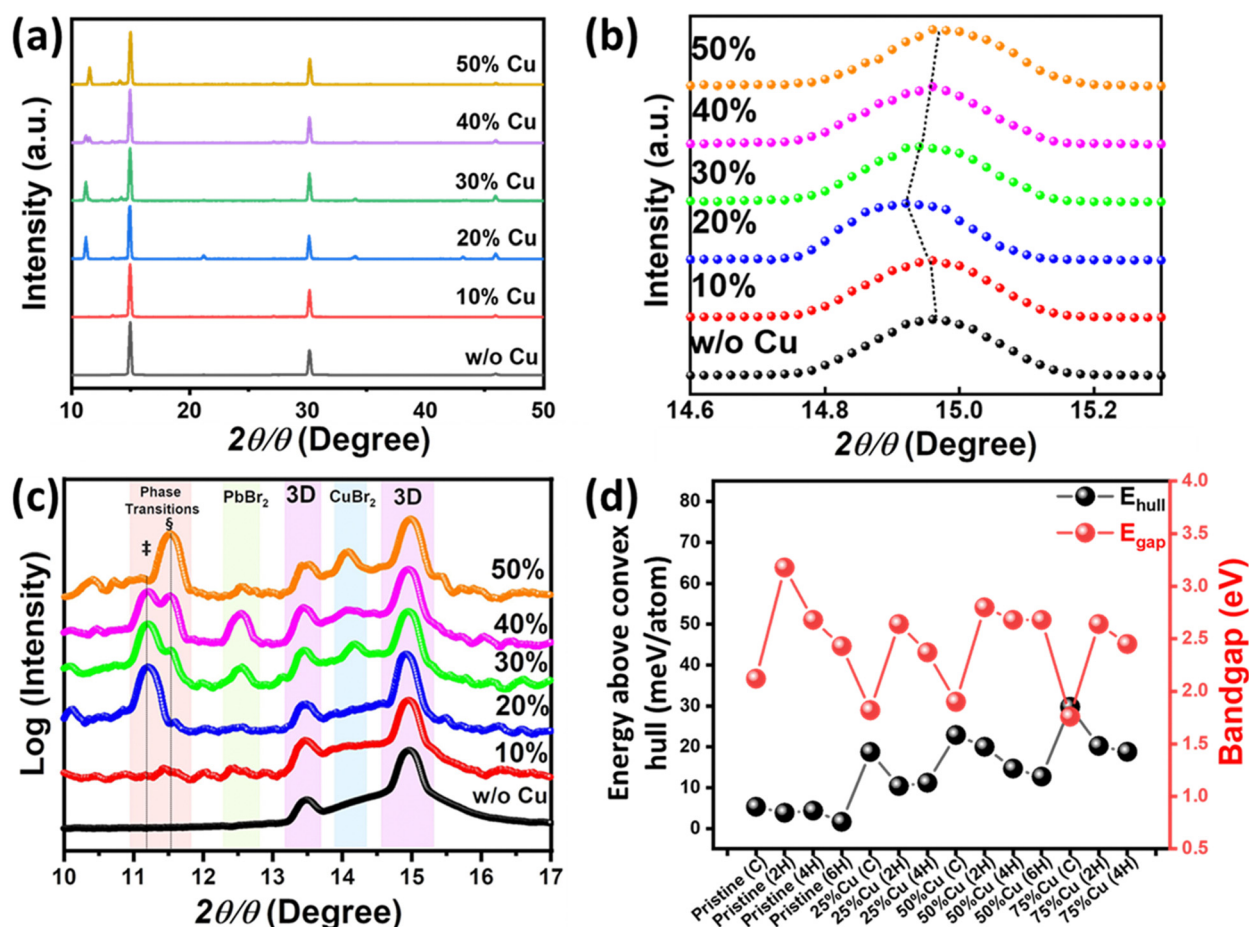 (a)
50% Cu
40% Cu
30% Cu
20% Cu
10% Cu
w/o Cu
Intensity (a.u.)
10 20 30 40 50
2θ/θ (Degree)
(b)
50%
40%
30%
20%
10%
w/o Cu
Intensity (a.u.)
14.6 14.8 15.0 15.2
2θ/θ (Degree)
(c)
Phase
Transitions
§
‡
PbBr2
3D
CuBr2
3D
50%
40%
30%
20%
10%
w/o Cu
Log (Intensity)
10 11 12 13 14 15 16 17
2θ/θ (Degree)
(d)
Ehull
Egap
Energy above convex
hull (meV/atom)
80
70
60
50
40
30
20
10
0
4.0
3.5
3.0
2.5
2.0
1.5
1.0
0.5
Bandgap (eV)
Pristine (C)
Pristine (2H)
Pristine (4H)
Pristine (6H)
25%Cu (C)
25%Cu (2H)
25%Cu (4H)
50%Cu (C)
50%Cu (2H)
50%Cu (4H)
50%Cu (6H)
75%Cu (C)
75%Cu (2H)
75%Cu (4H)